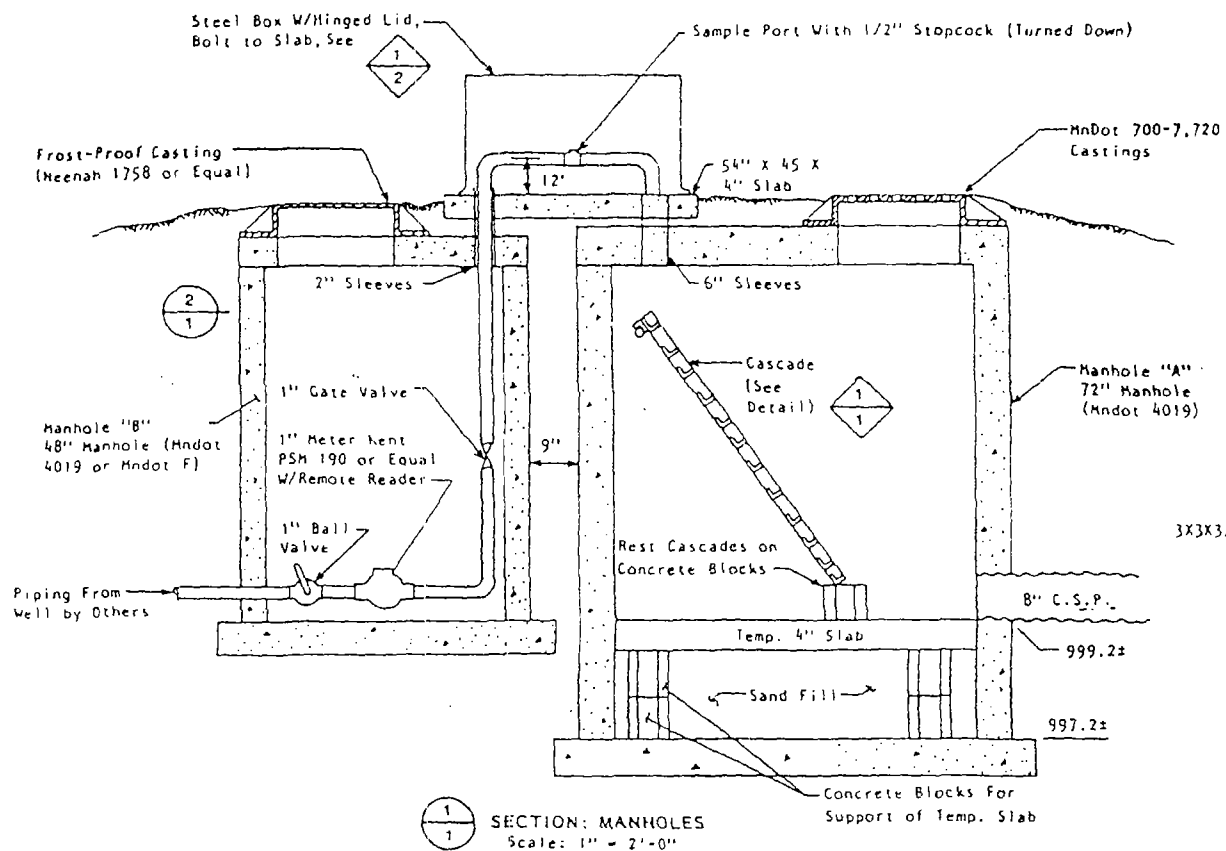 Steel Box W/Hinged Lid,
Bolt to Slab, See
1
2
Sample Port With 1/2" Stopcock (Turned Down)
Frost-Proof Casting
(Neenah 1758 or Equal)
12"
54" X 45 X
4" Slab
MnDot 700-7,720
Castings
2" Sleeves
6" Sleeves
2
1
1" Gate Valve
Cascade
(See
Detail)
1
1
Manhole "A"
72" Manhole
(Mndot 4019)
Manhole "B"
48" Manhole (Mndot
4019 or Mndot F)
1" Meter Kent
PSM 190 or Equal
W/Remote Reader
9"
1" Ball
Valve
Rest Cascades on
Concrete Blocks
3X3X3
Piping From
Well by Others
8" C.S.P.
Temp. 4" Slab
999.2±
Sand Fill
997.2±
Concrete Blocks For
Support of Temp. Slab
1
1
SECTION: MANHOLES
Scale: 1" = 2'-0"